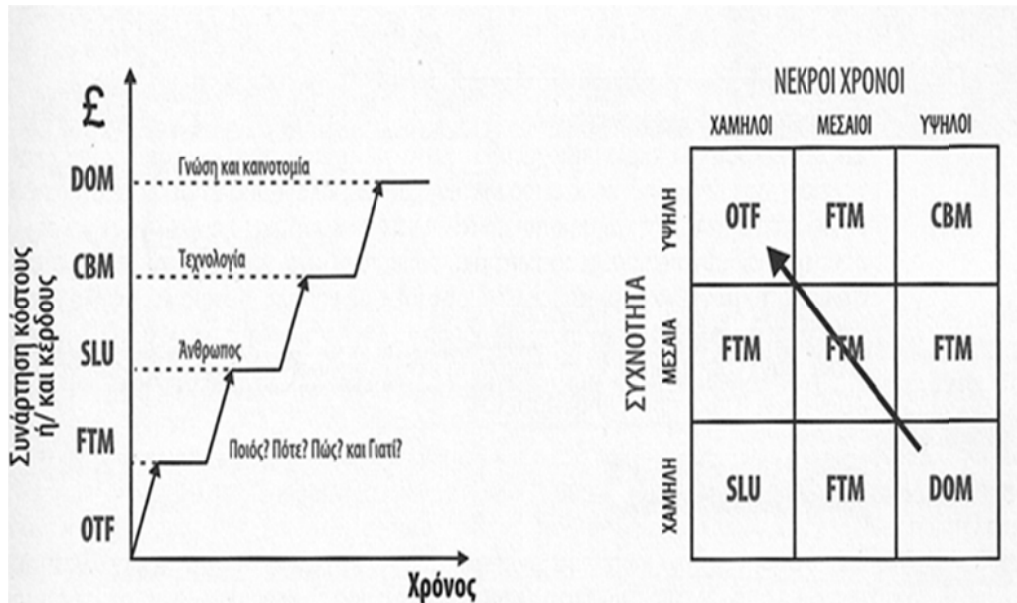 £
DOM
Γνώση και καινοτομία
CBM
Τεχνολογία
SLU
Άνθρωπος
FTM
Ποιός? Πότε? Πώς? και Γιατί?
OTF
Συνάρτηση κόστους
ή/ και κέρδους
Χρόνος
ΝΕΚΡΟΙ ΧΡΟΝΟΙ
ΧΑΜΗΛΟΙ ΜΕΣΑΙΟΙ ΥΨΗΛΟΙ
ΣΥΧΝΟΤΗΤΑ
ΥΨΗΛΗ OTF FTM CBM
ΜΕΣΑΙΑ FTM FTM FTM
ΧΑΜΗΛΗ SLU FTM DOM